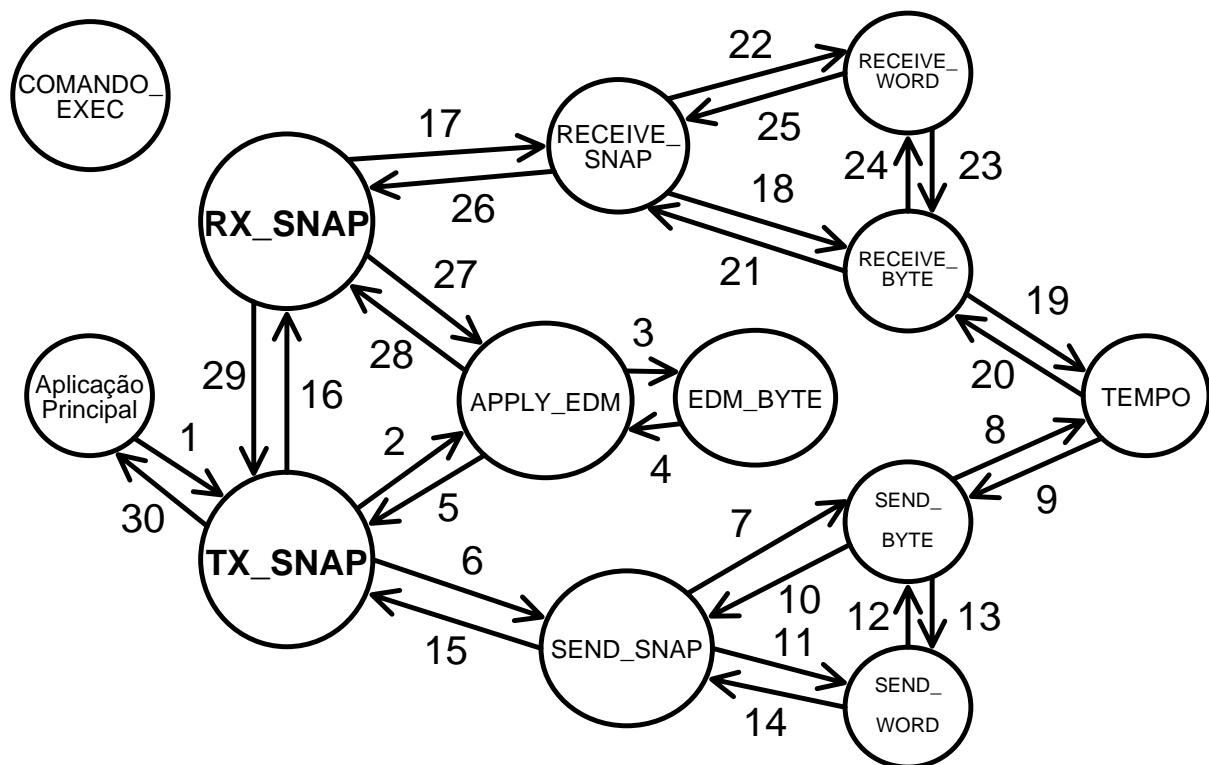 COMANDO_
EXEC
22
RECEIVE_
WORD
17
RECEIVE_
SNAP
25
24
23
26
18
RX_SNAP
21
RECEIVE_
BYTE
27
19
28
3
20
29
16
Aplicação
Principal
APPLY_EDM
EDM_BYTE
TEMPO
1
2
4
8
30
5
9
7
SEND_
BYTE
TX_SNAP
6
10
12
13
15
SEND_SNAP
11
14
SEND_
WORD